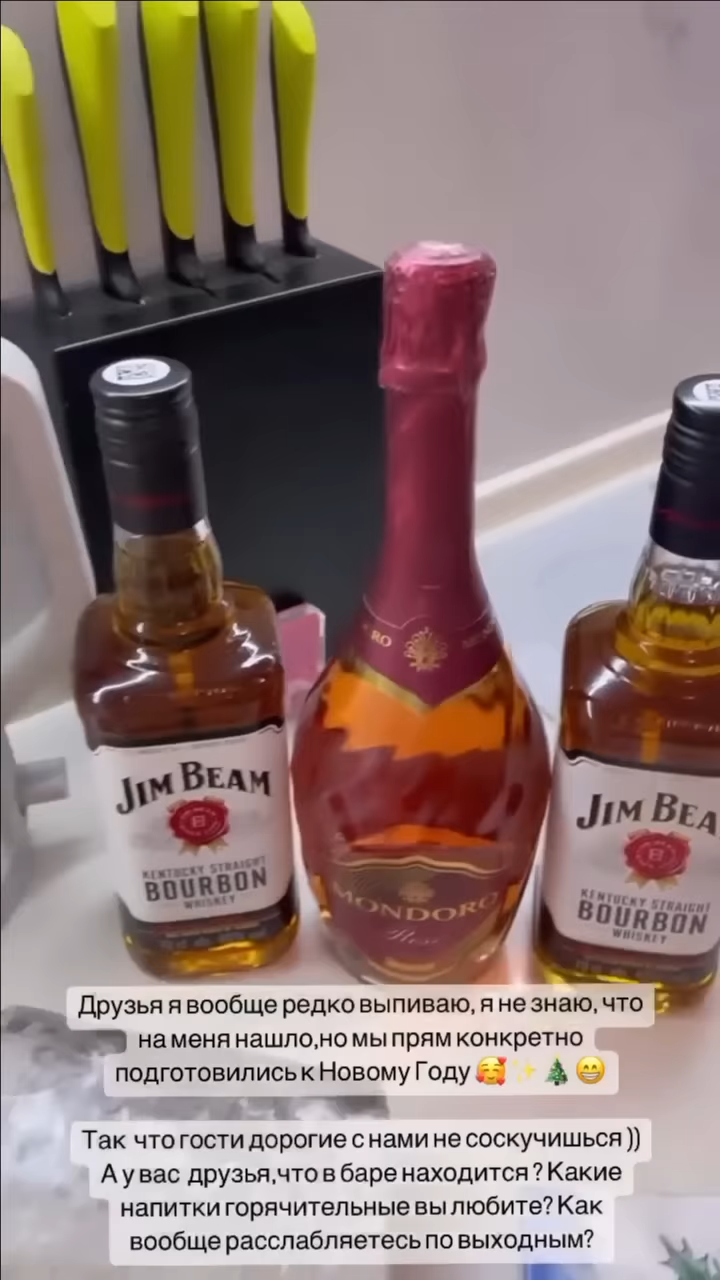 RO
JIM BEAM
B
KENTUCKY STRAIGHT
BOURBON
WHISKEY
MONDORO
JIM BEA
B
KENTUCKY STRAIGHT
BOURBON
WHISKEY
Друзья я вообще редко выпиваю, я не знаю, что
на меня нашло,но мы прям конкретно
подготовились к Новому Году 🥰✨🎄😁
Так что гости дорогие с нами не соскучишься ))
А у вас друзья,что в баре находится ? Какие
напитки горячительные вы любите? Как
вообще расслабляетесь по выходным?